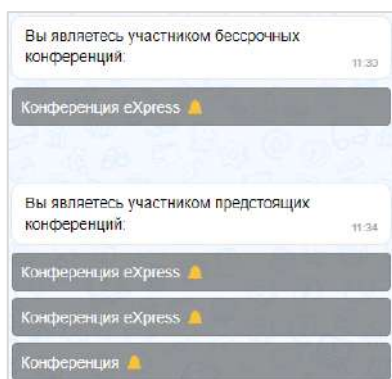 Вы являетесь участником бессрочных
конференций:
11:30
Конференция eXpress 🔔
Вы являетесь участником предстоящих
конференций:
11:34
Конференция eXpress 🔔
Конференция eXpress 🔔
Конференция 🔔